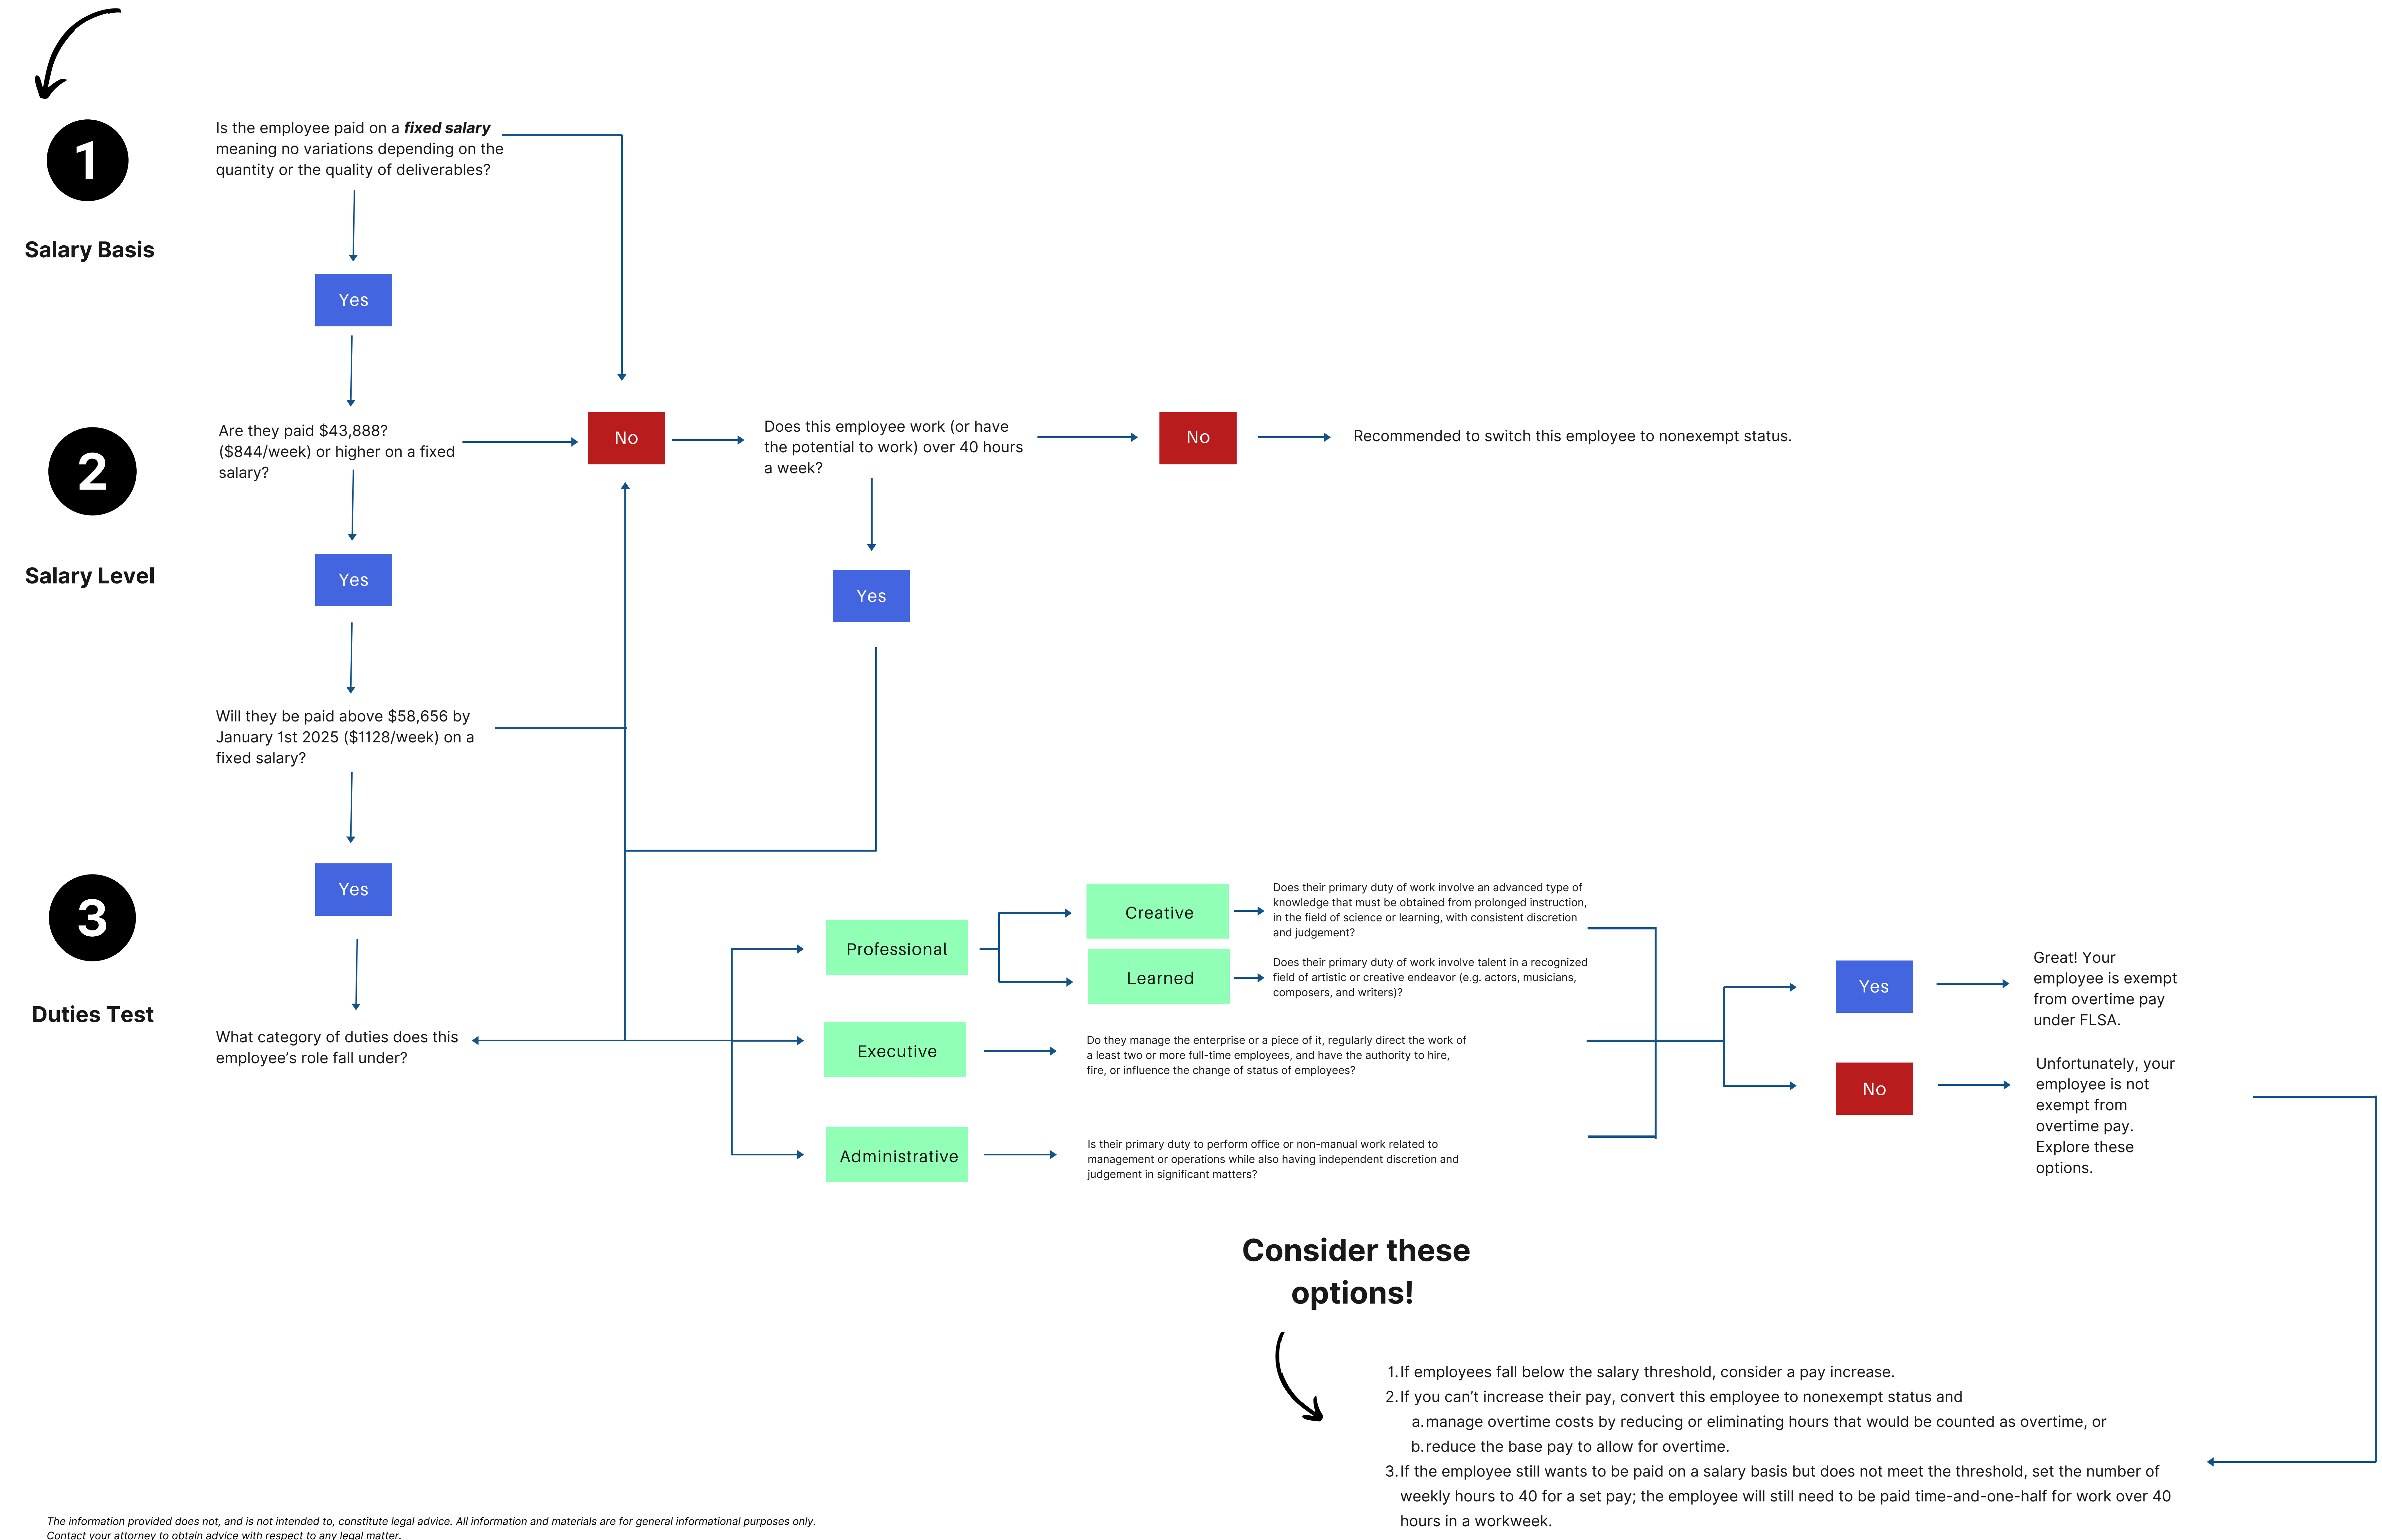 1
Salary Basis
Is the employee paid on a fixed salary
meaning no variations depending on the
quantity or the quality of deliverables?
Yes
2
Salary Level
Are they paid $43,888?
($844/week) or higher on a fixed
salary?
No
Does this employee work (or have
the potential to work) over 40 hours
a week?
No
Recommended to switch this employee to nonexempt status.
Yes
Yes
Will they be paid above $58,656 by
January 1st 2025 ($1128/week) on a
fixed salary?
Yes
3
Duties Test
What category of duties does this
employee's role fall under?
Professional
Creative
Does their primary duty of work involve an advanced type of
knowledge that must be obtained from prolonged instruction,
in the field of science or learning, with consistent discretion
and judgement?
Learned
Does their primary duty of work involve talent in a recognized
field of artistic or creative endeavor (e.g. actors, musicians,
composers, and writers)?
Executive
Do they manage the enterprise or a piece of it, regularly direct the work of
a least two or more full-time employees, and have the authority to hire,
fire, or influence the change of status of employees?
Administrative
Is their primary duty to perform office or non-manual work related to
management or operations while also having independent discretion and
judgement in significant matters?
Yes
Great! Your
employee is exempt
from overtime pay
under FLSA.
No
Unfortunately, your
employee is not
exempt from
overtime pay.
Explore these
options.
Consider these
options!
1. If employees fall below the salary threshold, consider a pay increase.
2. If you can't increase their pay, convert this employee to nonexempt status and
a. manage overtime costs by reducing or eliminating hours that would be counted as overtime, or
b. reduce the base pay to allow for overtime.
3. If the employee still wants to be paid on a salary basis but does not meet the threshold, set the number of
weekly hours to 40 for a set pay; the employee will still need to be paid time-and-one-half for work over 40
hours in a workweek.
The information provided does not, and is not intended to, constitute legal advice. All information and materials are for general informational purposes only.
Contact your attorney to obtain advice with respect to any legal matter.